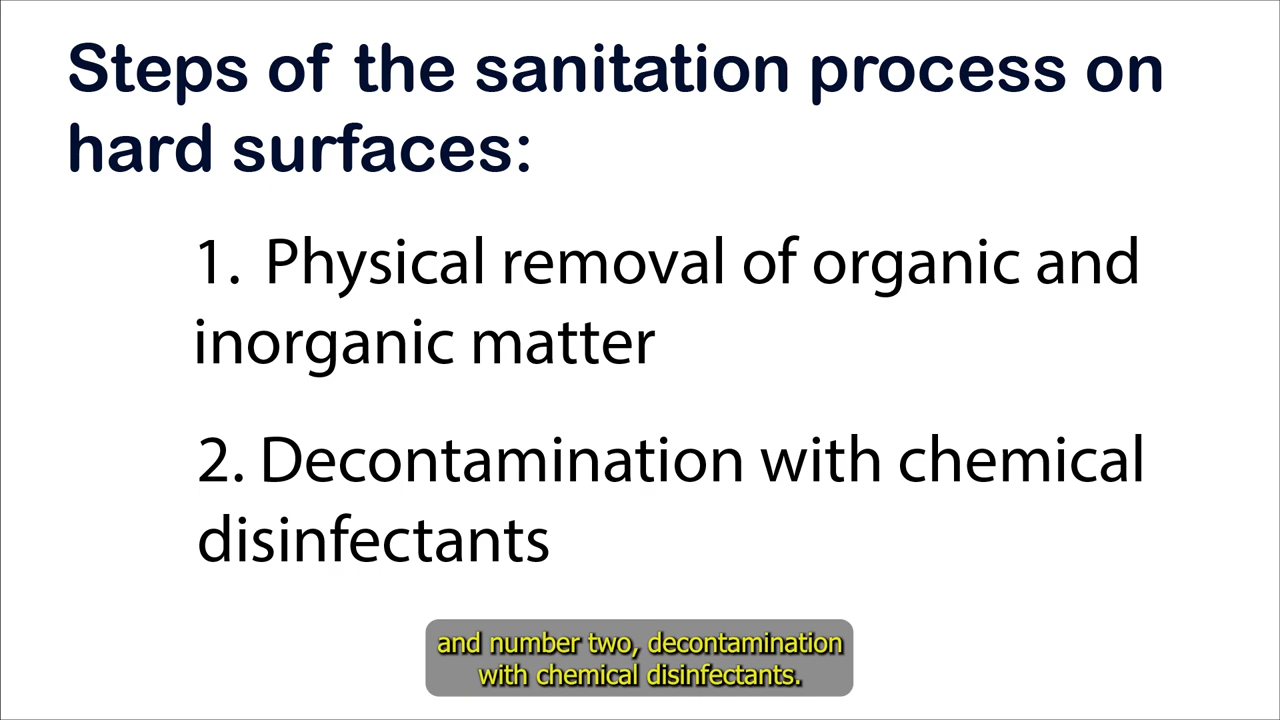 Steps of the sanitation process on
hard surfaces:
1. Physical removal of organic and
inorganic matter
2. Decontamination with chemical
disinfectants
and number two, decontamination
with chemical disinfectants.